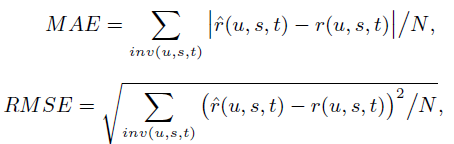 MAE = ∑_{inv(u,s,t)} |r̂(u, s, t) − r(u, s, t)|/N,
RMSE = √(∑_{inv(u,s,t)} (r̂(u, s, t) − r(u, s, t))²/N),